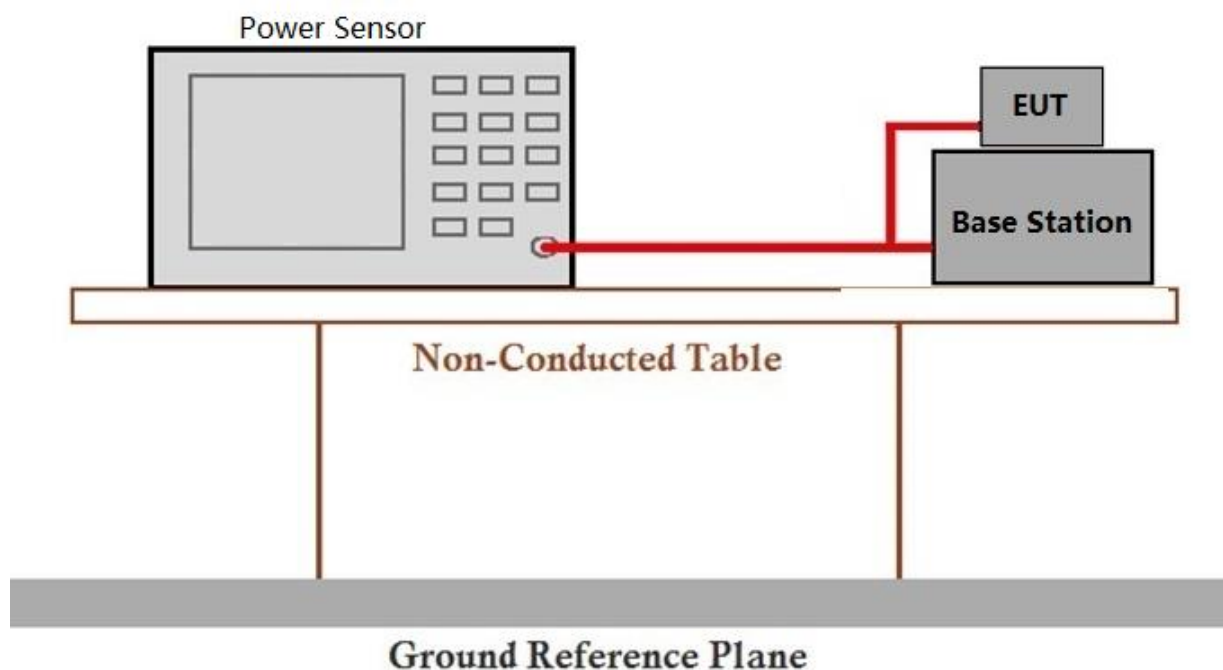 Power Sensor
EUT
Base Station
Non-Conducted Table
Ground Reference Plane